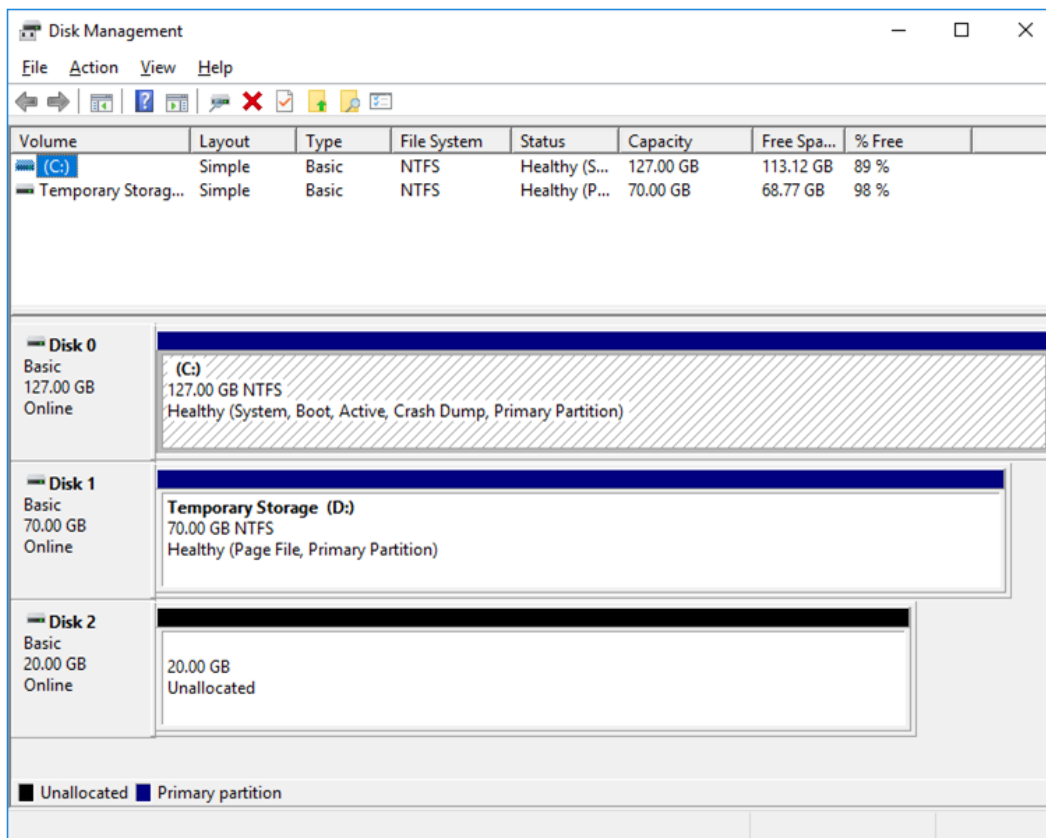 Disk Management
File Action View Help
Volume Layout Type File System Status Capacity Free Spa... % Free
(C:) Simple Basic NTFS Healthy (S... 127.00 GB 113.12 GB 89 %
Temporary Storag... Simple Basic NTFS Healthy (P... 70.00 GB 68.77 GB 98 %
Disk 0
Basic
127.00 GB
Online
(C:)
127.00 GB NTFS
Healthy (System, Boot, Active, Crash Dump, Primary Partition)
Disk 1
Basic
70.00 GB
Online
Temporary Storage (D:)
70.00 GB NTFS
Healthy (Page File, Primary Partition)
Disk 2
Basic
20.00 GB
Online
20.00 GB
Unallocated
Unallocated Primary partition